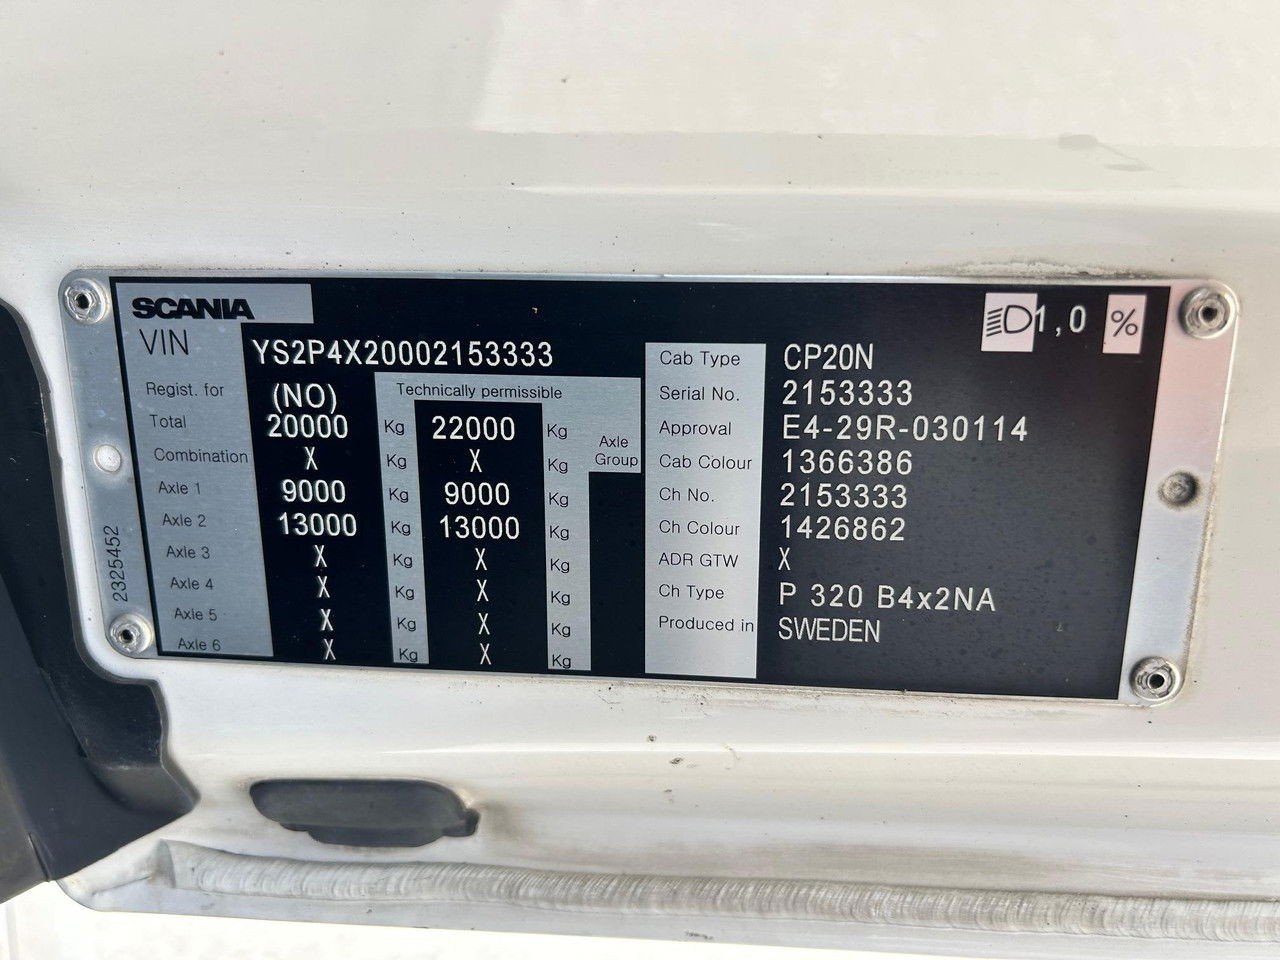 SCANIA
1,0 %
VIN YS2P4X20002153333
Regist. for (NO) Technically permissible
Total 20000 Kg 22000 Kg
Axle
Group
Combination X Kg X Kg
Axle 1 9000 Kg 9000 Kg
Axle 2 13000 Kg 13000 Kg
Axle 3 X Kg X Kg
Axle 4 X Kg X Kg
Axle 5 X Kg X Kg
Axle 6 X Kg X Kg
Cab Type CP20N
Serial No. 2153333
Approval E4-29R-030114
Cab Colour 1366386
Ch No. 2153333
Ch Colour 1426862
ADR GTW X
Ch Type P 320 B4x2NA
Produced in SWEDEN
2325452